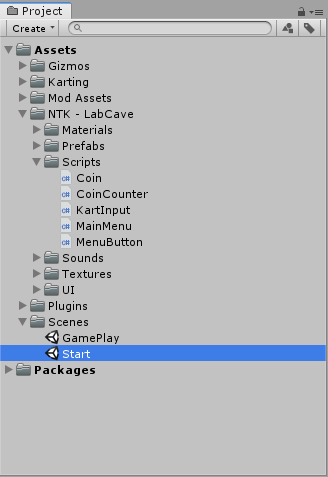 Project
Create
Assets
Gizmos
Karting
Mod Assets
NTK - LabCave
Materials
Prefabs
Scripts
Coin
CoinCounter
KartInput
MainMenu
MenuButton
Sounds
Textures
UI
Plugins
Scenes
GamePlay
Start
Packages